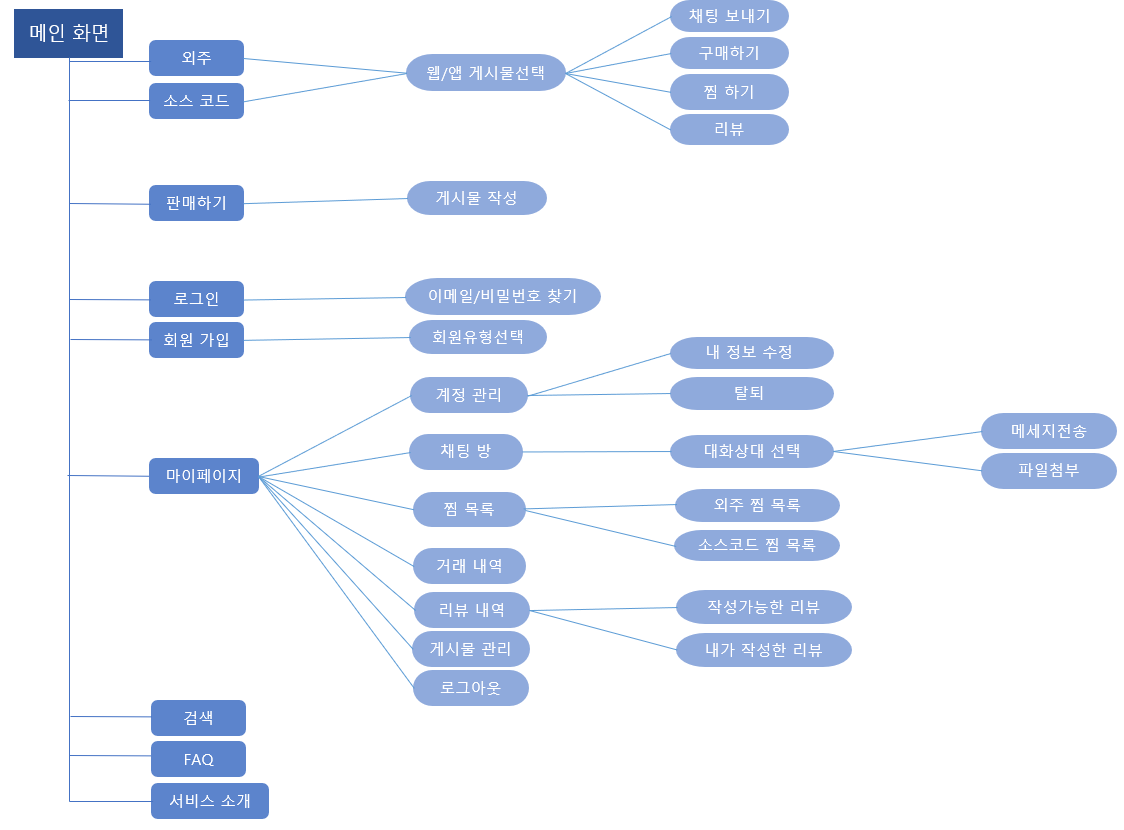 메인 화면
외주
소스 코드
웹/앱 게시물선택
채팅 보내기
구매하기
찜 하기
리뷰
판매하기
게시물 작성
로그인
이메일/비밀번호 찾기
회원 가입
회원유형선택
마이페이지
계정 관리
내 정보 수정
탈퇴
채팅 방
대화상대 선택
메세지전송
파일첨부
찜 목록
외주 찜 목록
소스코드 찜 목록
거래 내역
리뷰 내역
작성가능한 리뷰
내가 작성한 리뷰
게시물 관리
로그아웃
검색
FAQ
서비스 소개